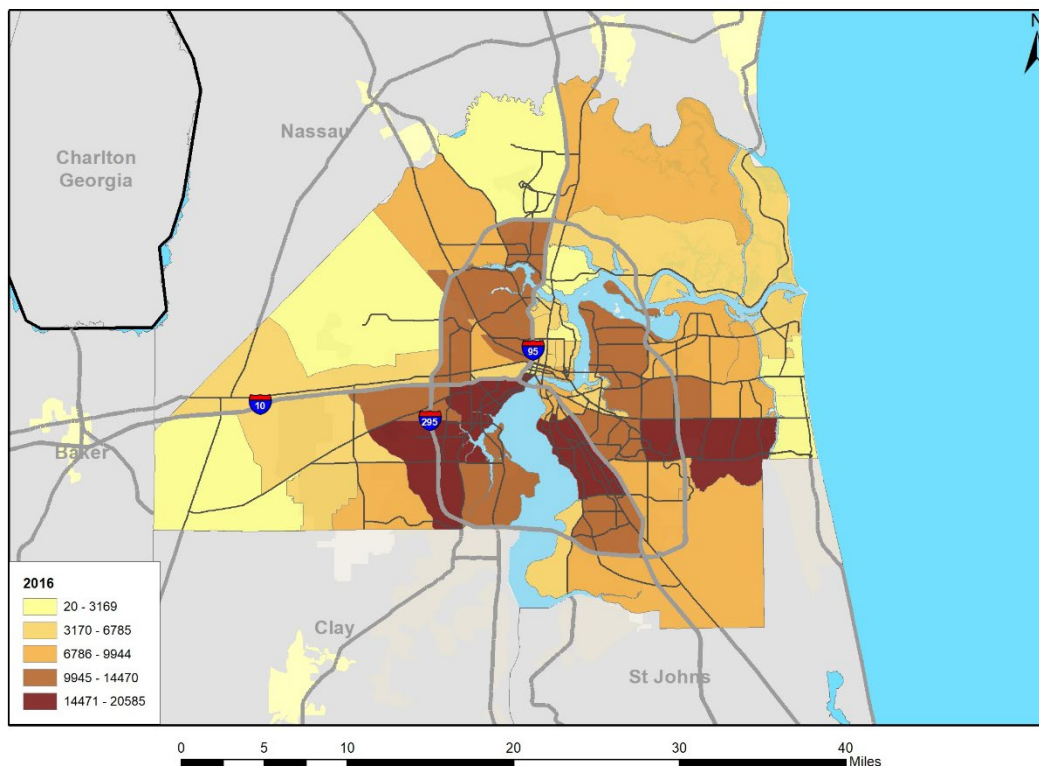 N
Nassau
Charlton
Georgia
95
10
295
Baker
2016
20 - 3169
3170 - 6785
6786 - 9944
9945 - 14470
14471 - 20585
Clay
St Johns
0 5 10 20 30 40
Miles